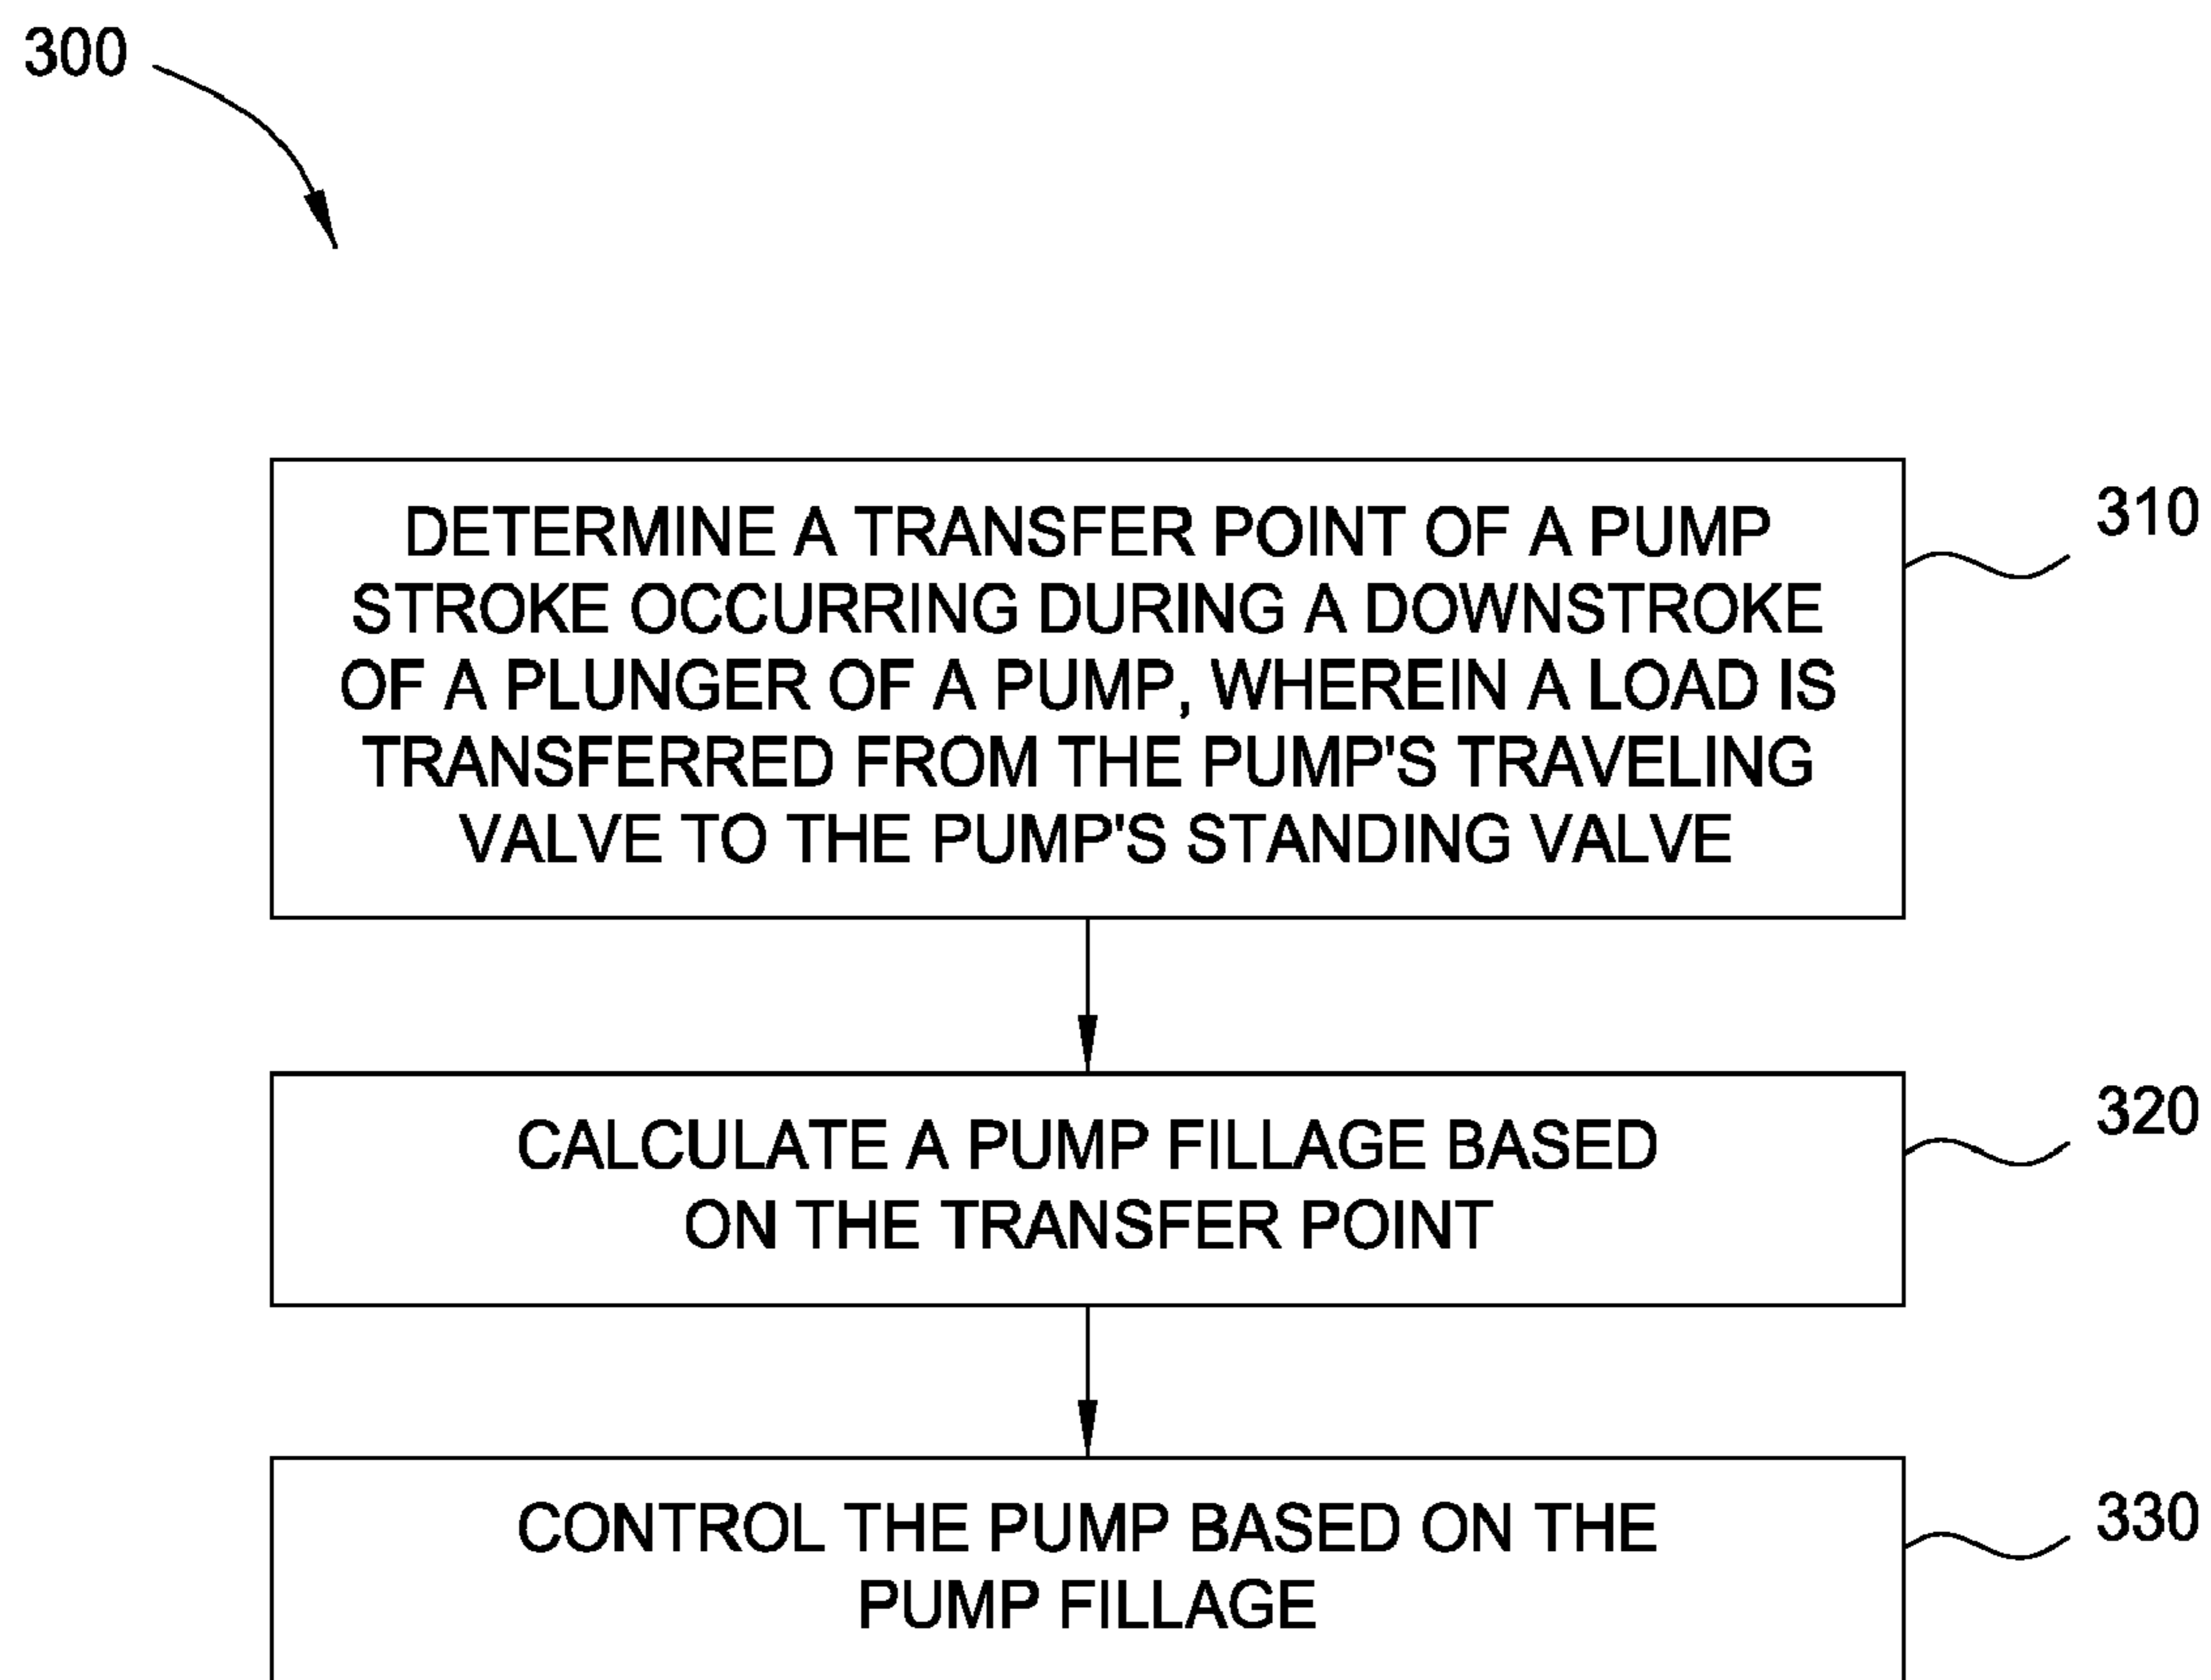 300
DETERMINE A TRANSFER POINT OF A PUMP
STROKE OCCURRING DURING A DOWNSTROKE
OF A PLUNGER OF A PUMP, WHEREIN A LOAD IS
TRANSFERRED FROM THE PUMP'S TRAVELING
VALVE TO THE PUMP'S STANDING VALVE
310
CALCULATE A PUMP FILLAGE BASED
ON THE TRANSFER POINT
320
CONTROL THE PUMP BASED ON THE
PUMP FILLAGE
330